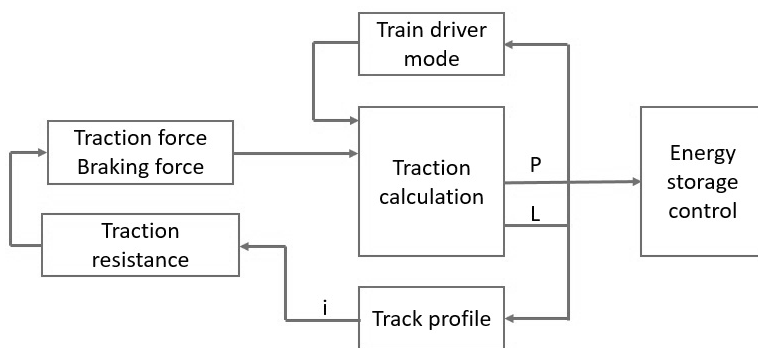 Train driver
mode
Traction force
Braking force
Traction
calculation
P
L
Energy
storage
control
Traction
resistance
i
Track profile